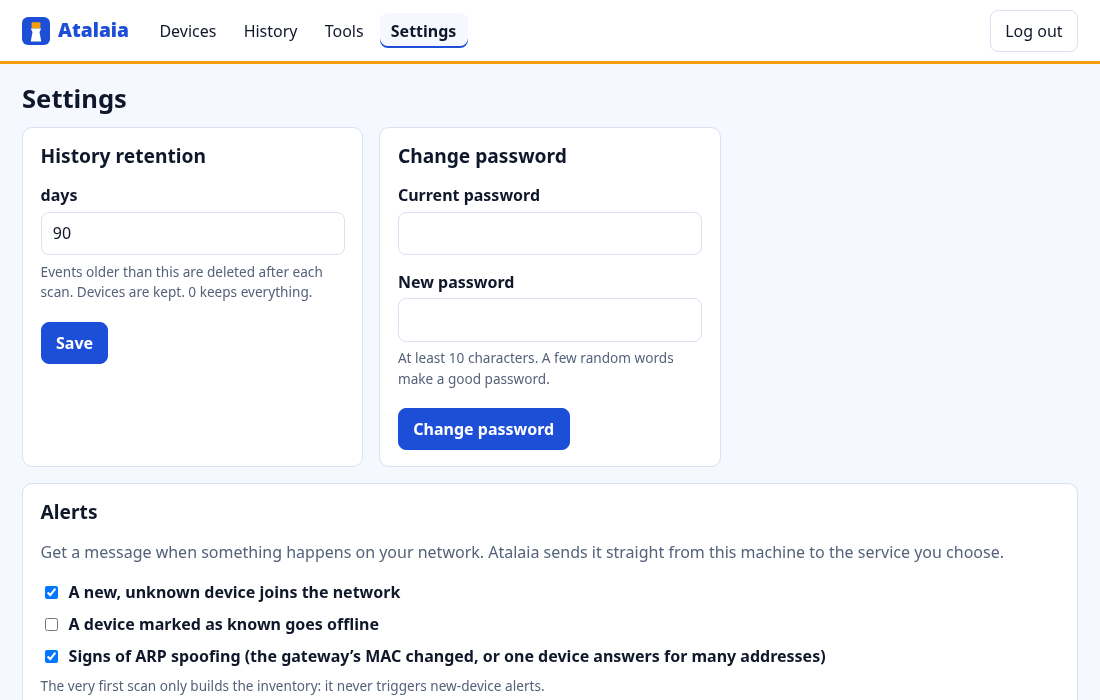 Atalaia
Devices
History
Tools
Settings
Log out
Settings
History retention
days
90
Events older than this are deleted after each
scan. Devices are kept. 0 keeps everything.
Save
Change password
Current password
New password
At least 10 characters. A few random words
make a good password.
Change password
Alerts
Get a message when something happens on your network. Atalaia sends it straight from this machine to the service you choose.
A new, unknown device joins the network
A device marked as known goes offline
Signs of ARP spoofing (the gateway’s MAC changed, or one device answers for many addresses)
The very first scan only builds the inventory: it never triggers new-device alerts.